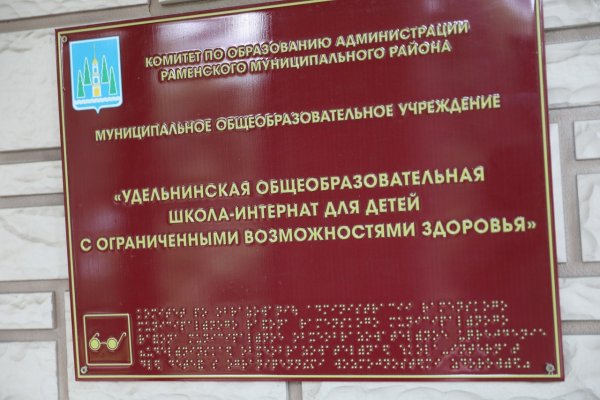 КОМИТЕТ ПО ОБРАЗОВАНИЮ АДМИНИСТРАЦИИ
РАМЕНСКОГО МУНИЦИПАЛЬНОГО РАЙОНА
МУНИЦИПАЛЬНОЕ ОБЩЕОБРАЗОВАТЕЛЬНОЕ УЧРЕЖДЕНИЕ
«УДЕЛЬНИНСКАЯ ОБЩЕОБРАЗОВАТЕЛЬНАЯ
ШКОЛА-ИНТЕРНАТ ДЛЯ ДЕТЕЙ
С ОГРАНИЧЕННЫМИ ВОЗМОЖНОСТЯМИ ЗДОРОВЬЯ»